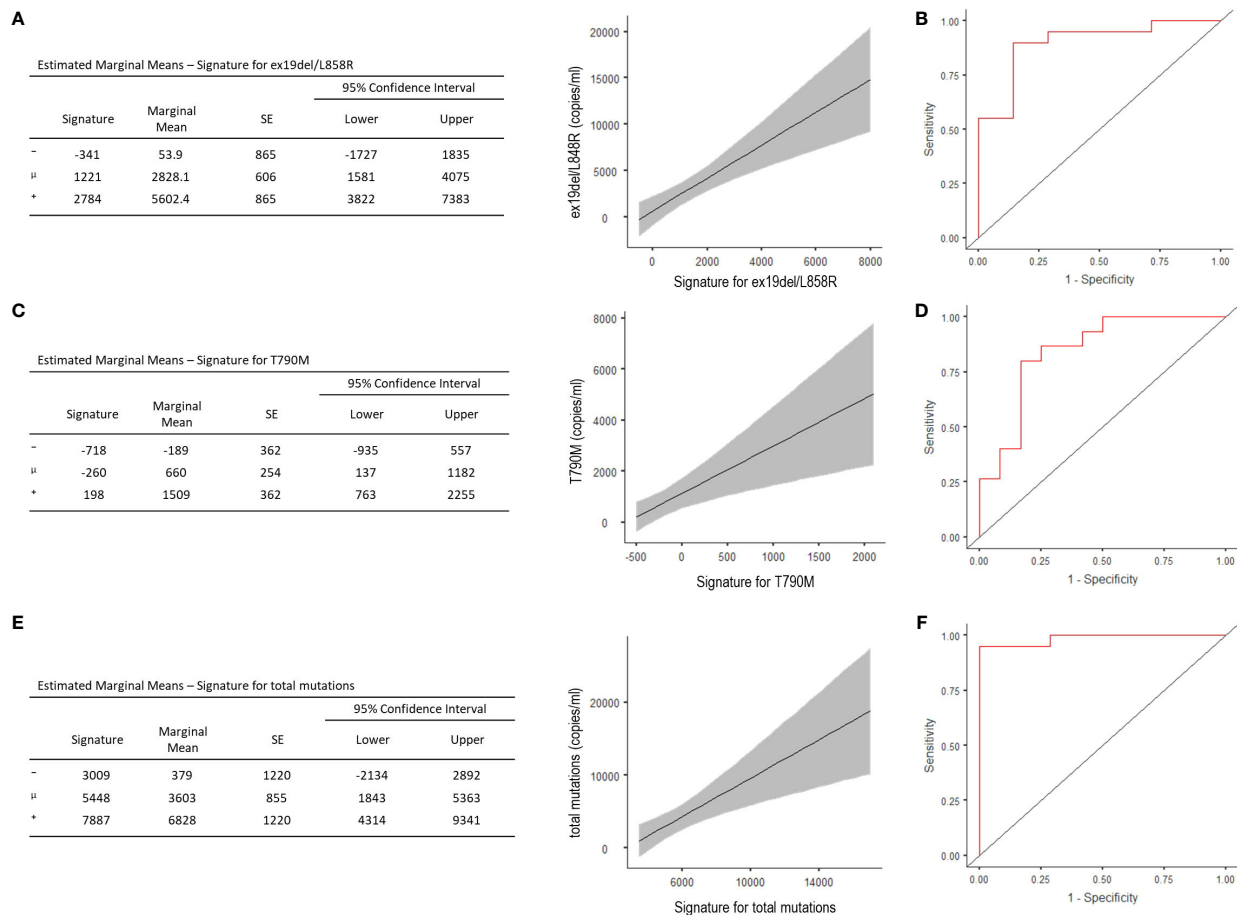 A
Estimated Marginal Means – Signature for ex19del/L858R
95% Confidence Interval
Signature Marginal Mean SE Lower Upper
− -341 53.9 865 -1727 1835
μ 1221 2828.1 606 1581 4075
+ 2784 5602.4 865 3822 7383
ex19del/L848R (copies/ml)
20000
15000
10000
5000
0
0 2000 4000 6000 8000
Signature for ex19del/L858R
B
Sensitivity
1.00
0.75
0.50
0.25
0.00
0.00 0.25 0.50 0.75 1.00
1 - Specificity
C
Estimated Marginal Means – Signature for T790M
95% Confidence Interval
Signature Marginal Mean SE Lower Upper
− -718 -189 362 -935 557
μ -260 660 254 137 1182
+ 198 1509 362 763 2255
T790M (copies/ml)
8000
6000
4000
2000
0
-500 0 500 1000 1500 2000
Signature for T790M
D
Sensitivity
1.00
0.75
0.50
0.25
0.00
0.00 0.25 0.50 0.75 1.00
1 - Specificity
E
Estimated Marginal Means – Signature for total mutations
95% Confidence Interval
Signature Marginal Mean SE Lower Upper
− 3009 379 1220 -2134 2892
μ 5448 3603 855 1843 5363
+ 7887 6828 1220 4314 9341
total mutations (copies/ml)
20000
10000
0
6000 10000 14000
Signature for total mutations
F
Sensitivity
1.00
0.75
0.50
0.25
0.00
0.00 0.25 0.50 0.75 1.00
1 - Specificity